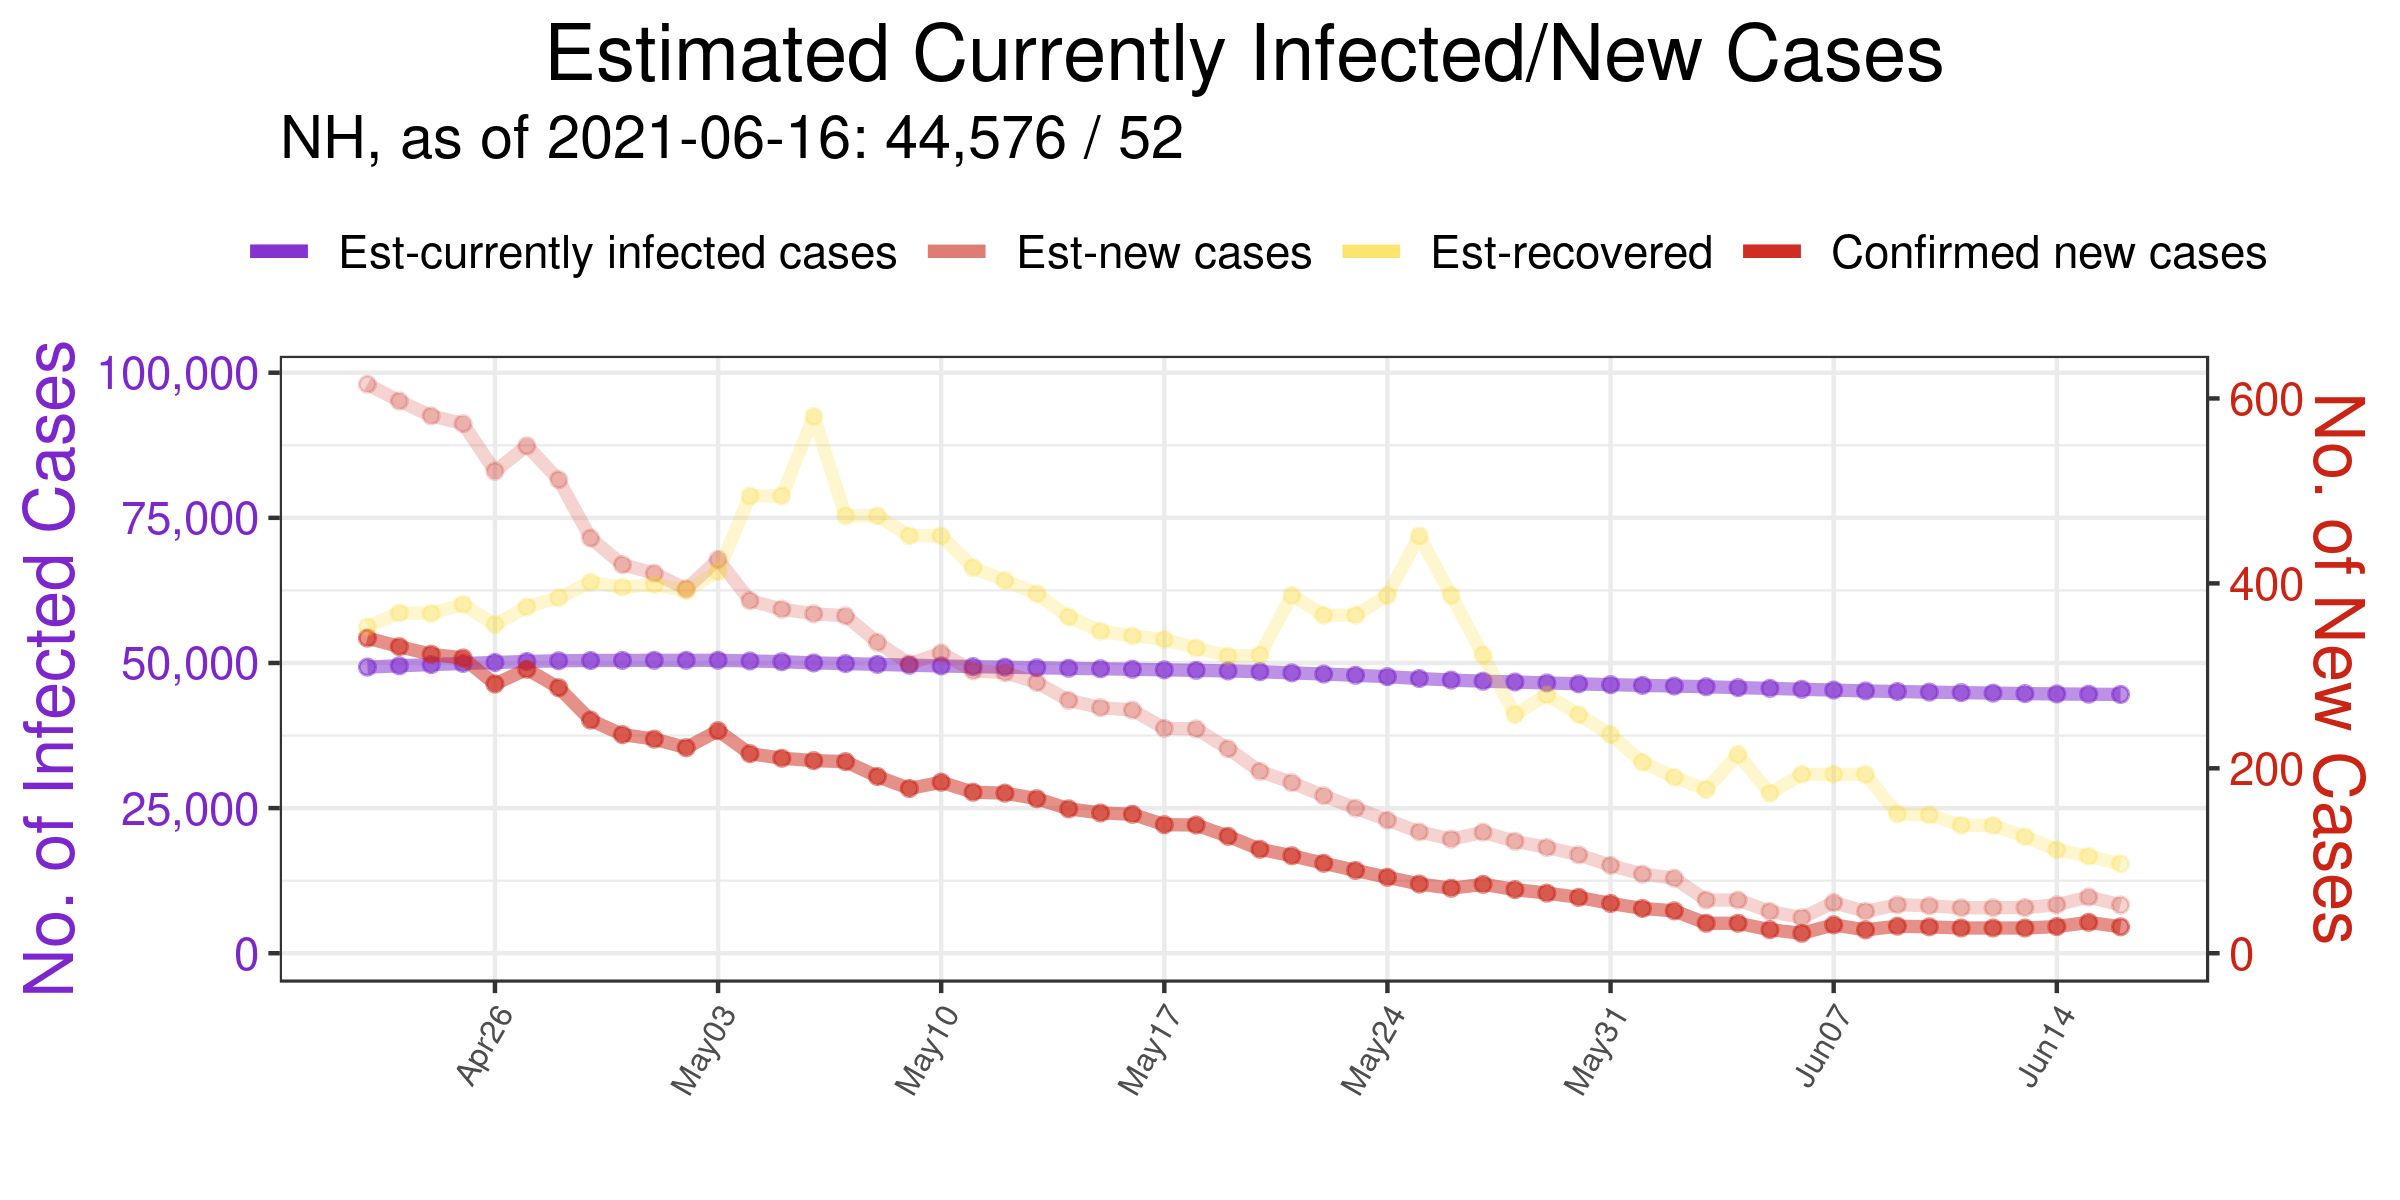 Estimated Currently Infected/New Cases
NH, as of 2021-06-16: 44,576 / 52
Est-currently infected cases Est-new cases Est-recovered Confirmed new cases
No. of Infected Cases
100,000
75,000
50,000
25,000
0
600
400
200
0
No. of New Cases
Apr26 May03 May10 May17 May24 May31 Jun07 Jun14